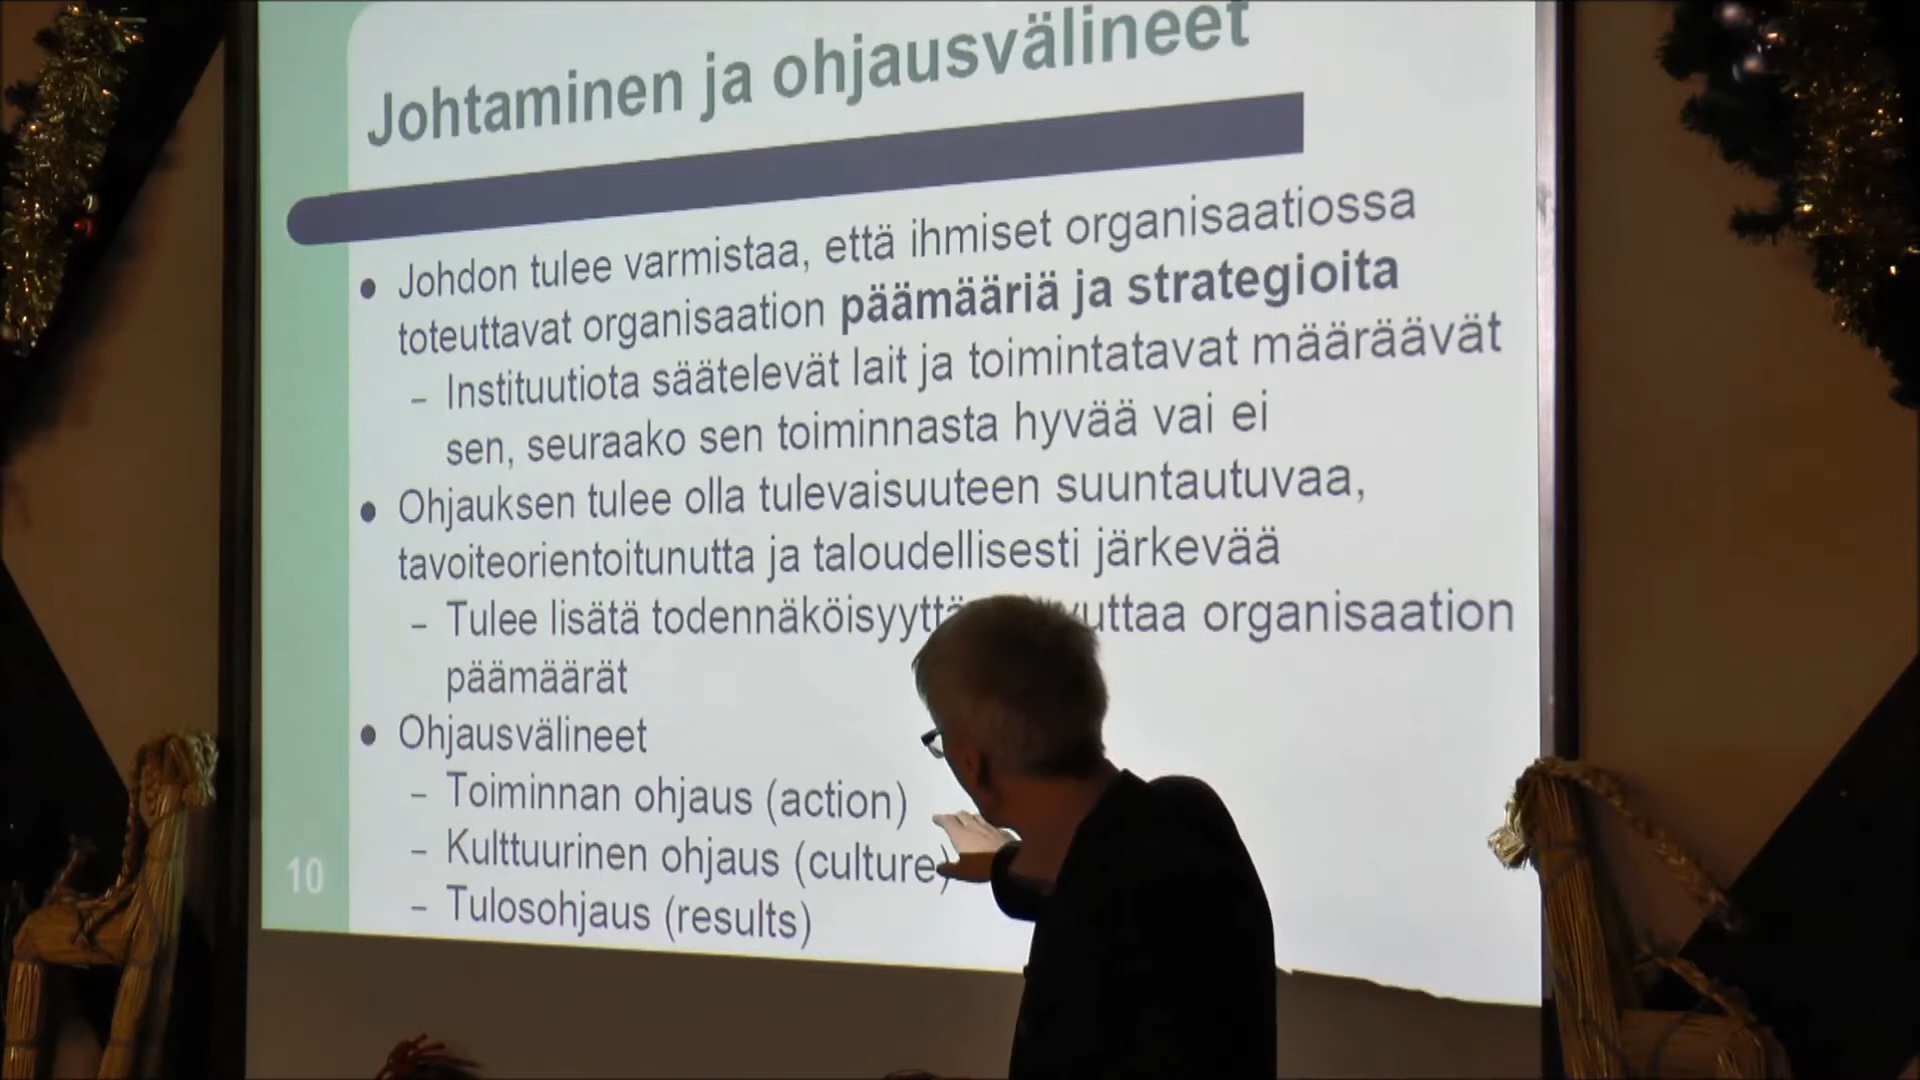 Johtaminen ja ohjausvälineet
• Johdon tulee varmistaa, että ihmiset organisaatiossa
toteuttavat organisaation päämääriä ja strategioita
– Instituutiota säätelevät lait ja toimintatavat määräävät
sen, seuraako sen toiminnasta hyvää vai ei
• Ohjauksen tulee olla tulevaisuuteen suuntautuvaa,
tavoiteorientoitunutta ja taloudellisesti järkevää
– Tulee lisätä organisaation
päämäärät
• Ohjausvälineet
– Toiminnan ohjaus (action)
– Kulttuurinen ohjaus (culture)
– Tulosohjaus (results)
10